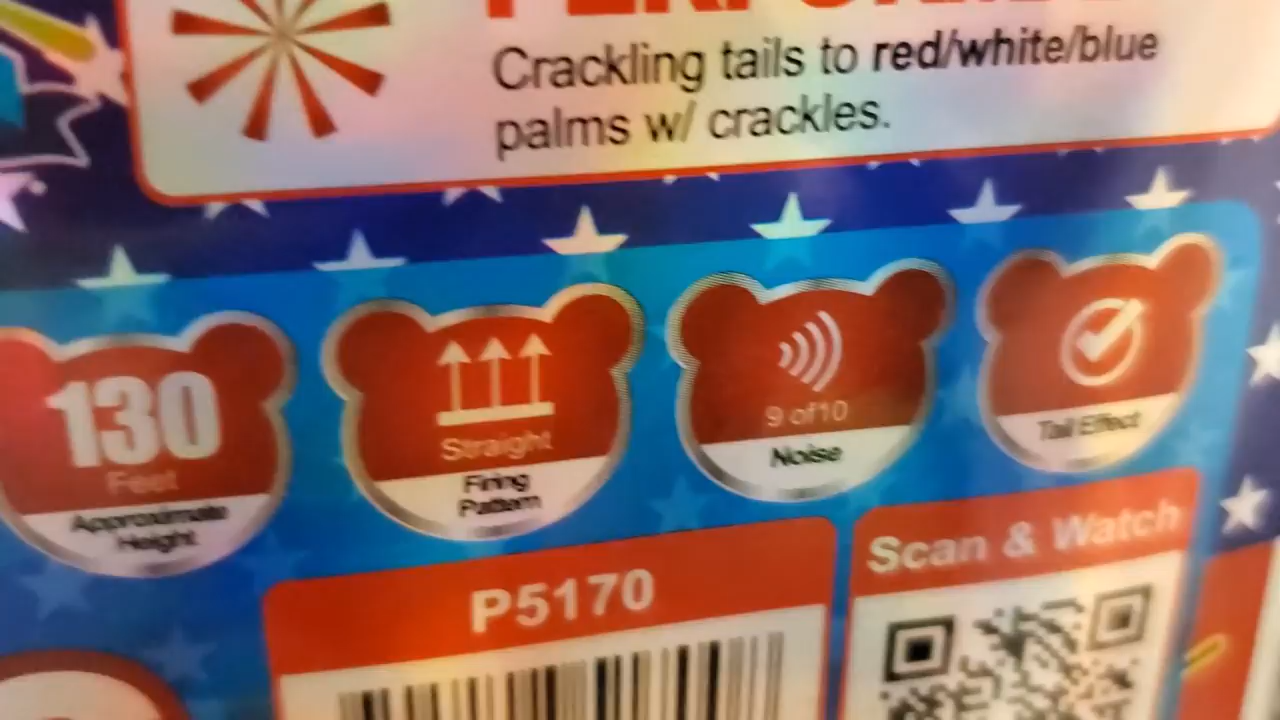 Crackling tails to red/white/blue
palms w/ crackles.
130
Feet
Approximate
Height
Straight
Firing
Pattern
9 of 10
Noise
Tail Effect
P5170
Scan & Watch